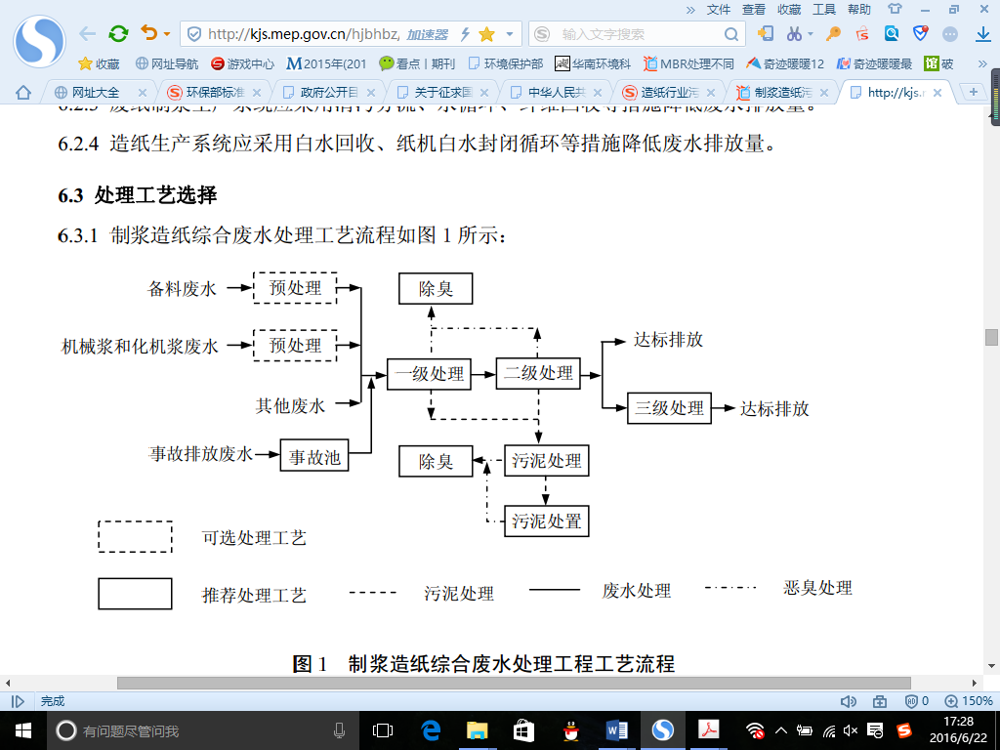 » 文件 查看 收藏 工具 帮助
http://kjs.mep.gov.cn/hjbhbz, 加速器 输入文字搜索
收藏 网址导航 游戏中心 2015年(201 看点丨期刊 环境保护部 华南环境科 MBR处理不同 奇迹暖暖12 奇迹暖暖最 馆 破 »
网址大全 环保部标准 政府公开目 关于征求国 中华人民共 造纸行业污 制浆造纸污 http://kjs.r
6.2.4 造纸生产系统应采用白水回收、纸机白水封闭循环等措施降低废水排放量。
6.3 处理工艺选择
6.3.1 制浆造纸综合废水处理工艺流程如图 1 所示：
备料废水 预处理 除臭
机械浆和化机浆废水 预处理 达标排放
一级处理 二级处理
其他废水 三级处理 达标排放
事故排放废水 事故池 除臭 污泥处理
污泥处置
可选处理工艺
推荐处理工艺 污泥处理 废水处理 恶臭处理
图 1 制浆造纸综合废水处理工程工艺流程
完成 0 150%
有问题尽管问我 17:28
2016/6/22